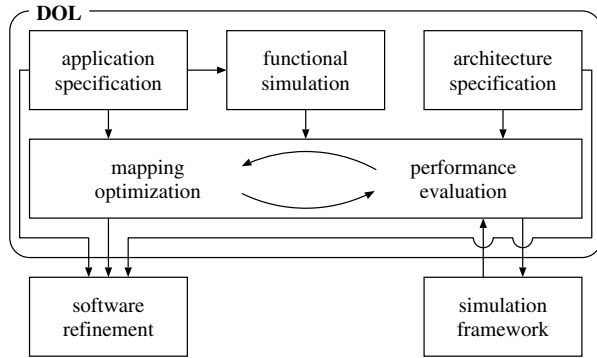 DOL
application
specification
functional
simulation
architecture
specification
mapping
optimization
performance
evaluation
software
refinement
simulation
framework